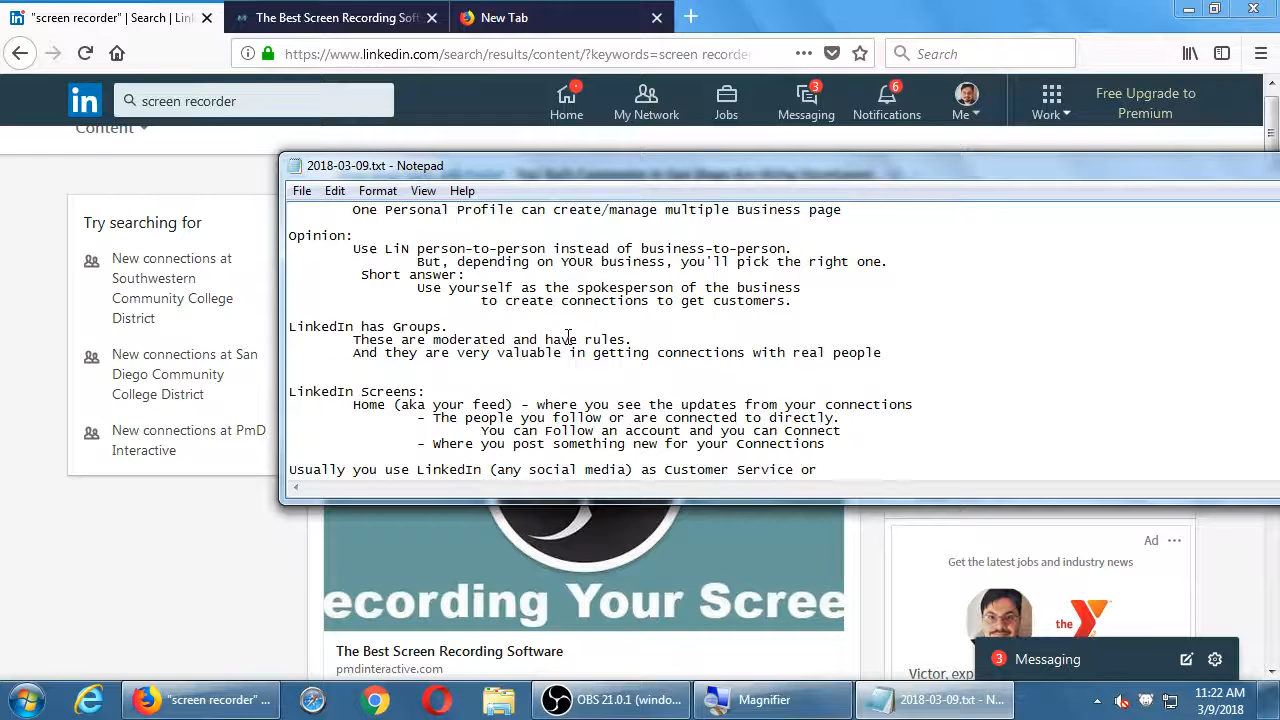 "screen recorder" | Search | Lin
The Best Screen Recording Soft
New Tab
https://www.linkedin.com/search/results/content/?keywords=screen recorde
Search
in
screen recorder
Home
My Network
Jobs
3
Messaging
6
Notifications
Me
Work
Free Upgrade to
Premium
Content
2018-03-09.txt - Notepad
File Edit Format View Help
One Personal Profile can create/manage multiple Business page
Opinion:
Use LiN person-to-person instead of business-to-person.
But, depending on YOUR business, you'll pick the right one.
Short answer:
Use yourself as the spokesperson of the business
to create connections to get customers.
LinkedIn has Groups.
These are moderated and have rules.
And they are very valuable in getting connections with real people
LinkedIn Screens:
Home (aka your feed) - where you see the updates from your connections
- The people you follow or are connected to directly.
You can Follow an account and you can Connect
- Where you post something new for your Connections
Usually you use LinkedIn (any social media) as Customer Service or
Try searching for
New connections at
Southwestern
Community College
District
New connections at San
Diego Community
College District
New connections at PmD
Interactive
ecording Your Scree
The Best Screen Recording Software
pmdinteractive.com
Ad
Get the latest jobs and industry news
the
Victor, exp
3 Messaging
"screen recorder" ...
OBS 21.0.1 (windo...
Magnifier
2018-03-09.txt - N...
11:22 AM
3/9/2018